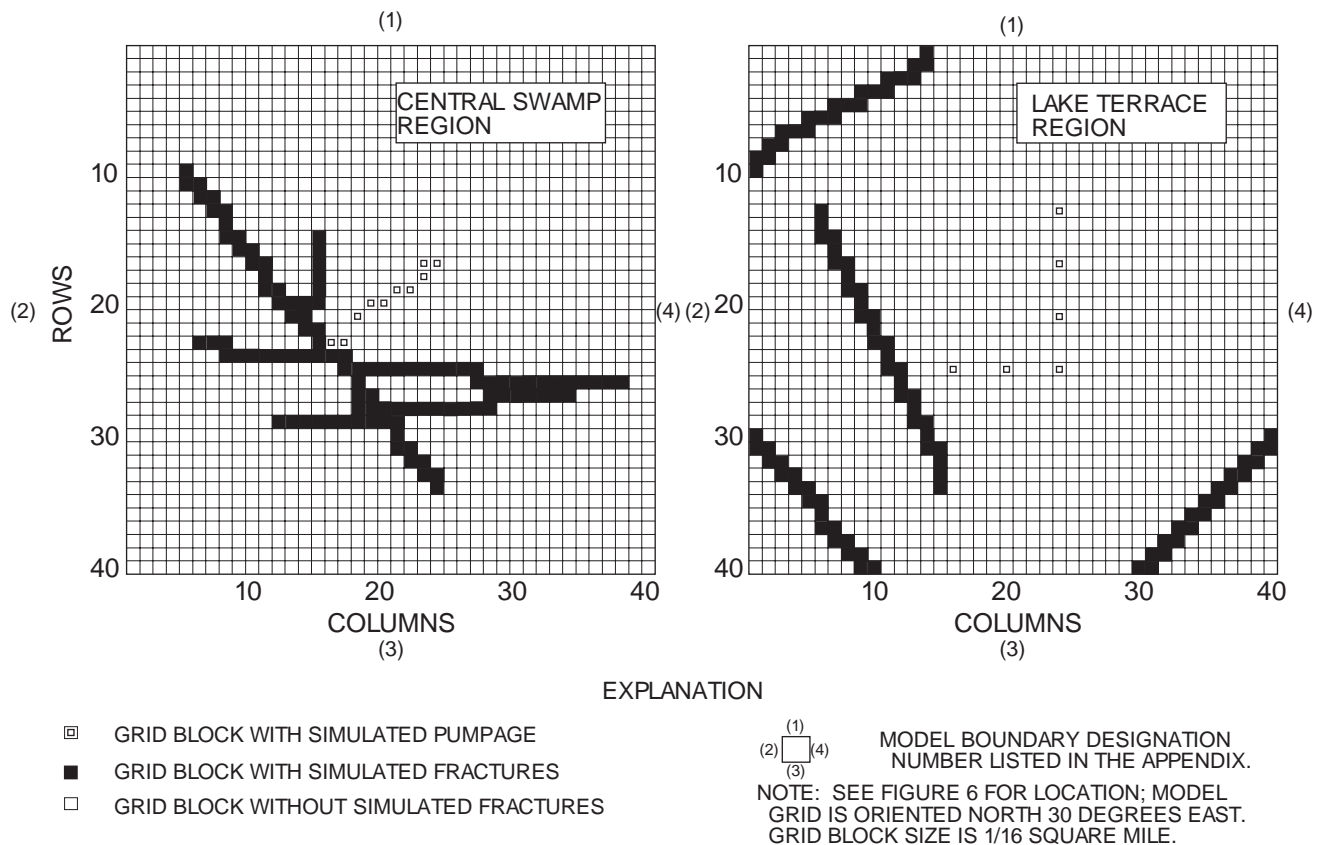 (1)
CENTRAL SWAMP
REGION
10
20
30
40
ROWS
(2)
(4)
10
20
30
40
COLUMNS
(3)
(1)
LAKE TERRACE
REGION
10
20
30
40
(2)
(4)
10
20
30
40
COLUMNS
(3)
EXPLANATION
GRID BLOCK WITH SIMULATED PUMPAGE
GRID BLOCK WITH SIMULATED FRACTURES
GRID BLOCK WITHOUT SIMULATED FRACTURES
(1)
(2)
(4)
(3)
MODEL BOUNDARY DESIGNATION
NUMBER LISTED IN THE APPENDIX.
NOTE: SEE FIGURE 6 FOR LOCATION; MODEL
GRID IS ORIENTED NORTH 30 DEGREES EAST.
GRID BLOCK SIZE IS 1/16 SQUARE MILE.